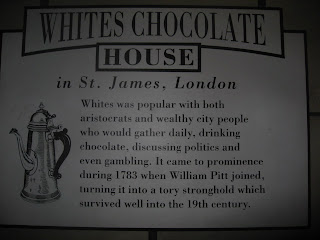 WHITES CHOCOLATE
HOUSE
in St. James, London
Whites was popular with both
aristocrats and wealthy city people
who would gather daily, drinking
chocolate, discussing politics and
even gambling. It came to prominence
during 1783 when William Pitt joined,
turning it into a tory stronghold which
survived well into the 19th century.